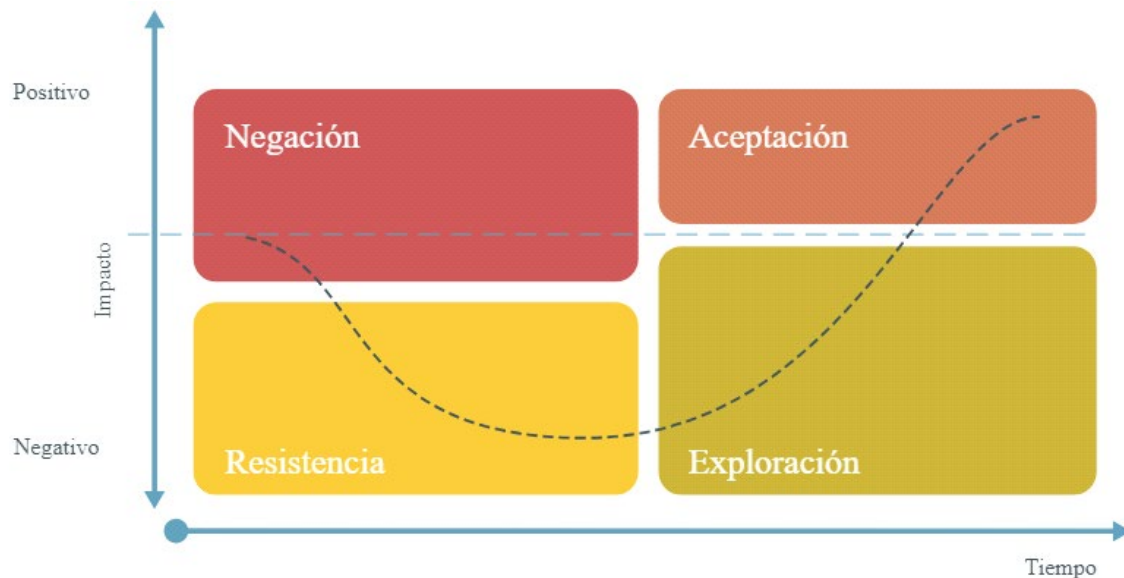 Positivo
Negación
Aceptación
Impacto
Negativo
Resistencia
Exploración
Tiempo